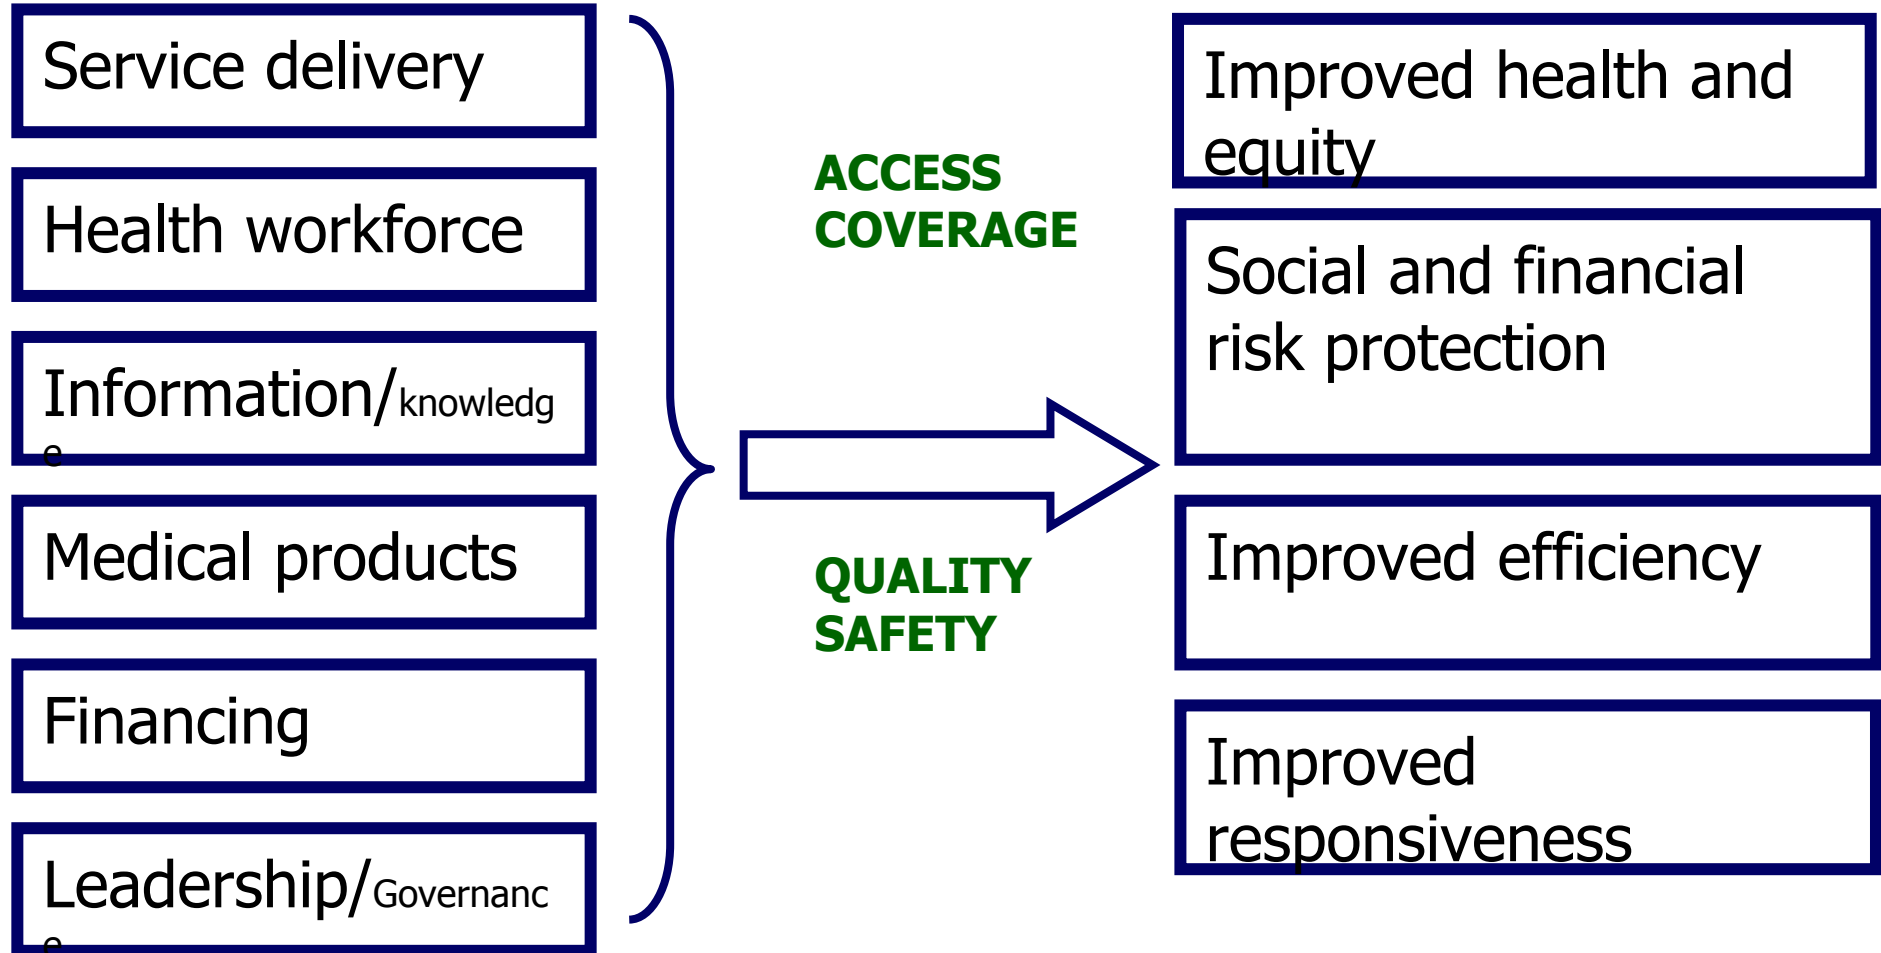 Service delivery
Health workforce
Information/knowledg
e
Medical products
Financing
Leadership/Governanc
e
ACCESS
COVERAGE
QUALITY
SAFETY
Improved health and
equity
Social and financial
risk protection
Improved efficiency
Improved
responsiveness